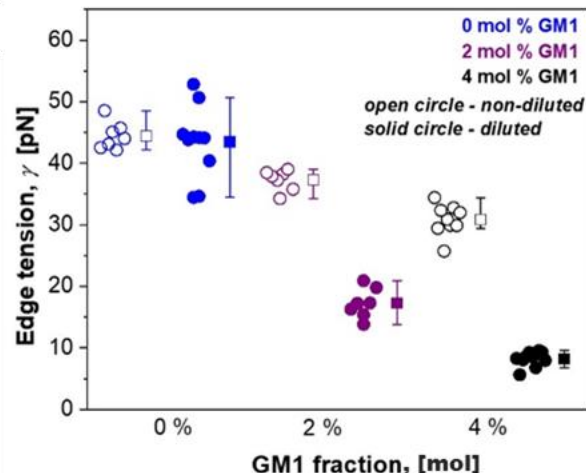 60
50
40
30
20
10
0
Edge tension, γ [pN]
0 mol % GM1
2 mol % GM1
4 mol % GM1
open circle - non-diluted
solid circle - diluted
0 %
2 %
4 %
GM1 fraction, [mol]